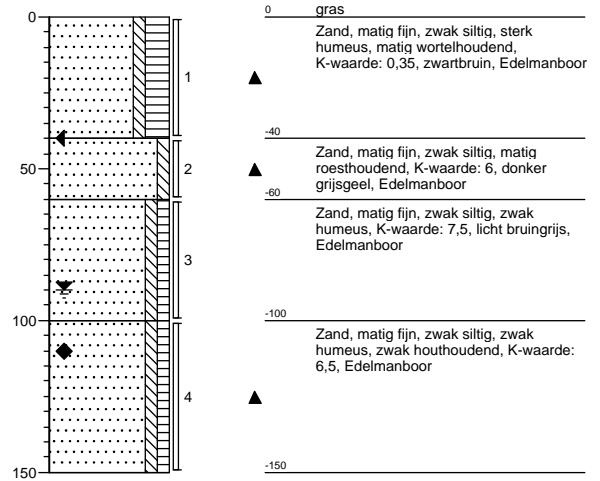 0
0 gras
Zand, matig fijn, zwak siltig, sterk
humeus, matig wortelhoudend,
K-waarde: 0,35, zwartbruin, Edelmanboor
1
-40
Zand, matig fijn, zwak siltig, matig
roesthoudend, K-waarde: 6, donker
grijsgeel, Edelmanboor
50
2
-60
Zand, matig fijn, zwak siltig, zwak
humeus, K-waarde: 7,5, licht bruingrijs,
Edelmanboor
3
100
-100
Zand, matig fijn, zwak siltig, zwak
humeus, zwak houthoudend, K-waarde:
6,5, Edelmanboor
4
150
-150